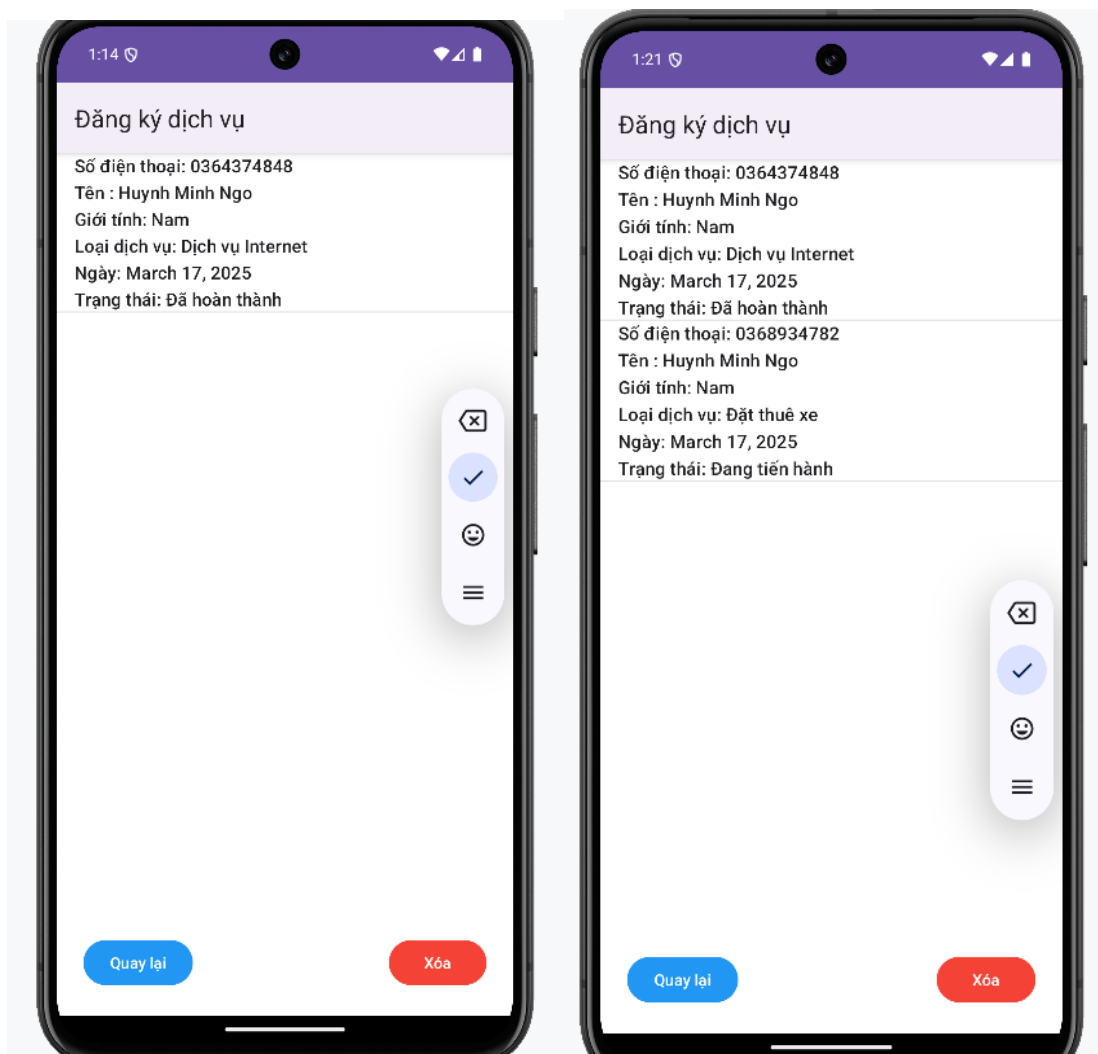 1:14
Đăng ký dịch vụ
Số điện thoại: 0364374848
Tên : Huynh Minh Ngo
Giới tính: Nam
Loại dịch vụ: Dịch vụ Internet
Ngày: March 17, 2025
Trạng thái: Đã hoàn thành
Quay lại
Xóa
1:21
Đăng ký dịch vụ
Số điện thoại: 0364374848
Tên : Huynh Minh Ngo
Giới tính: Nam
Loại dịch vụ: Dịch vụ Internet
Ngày: March 17, 2025
Trạng thái: Đã hoàn thành
Số điện thoại: 0368934782
Tên : Huynh Minh Ngo
Giới tính: Nam
Loại dịch vụ: Đặt thuê xe
Ngày: March 17, 2025
Trạng thái: Đang tiến hành
Quay lại
Xóa